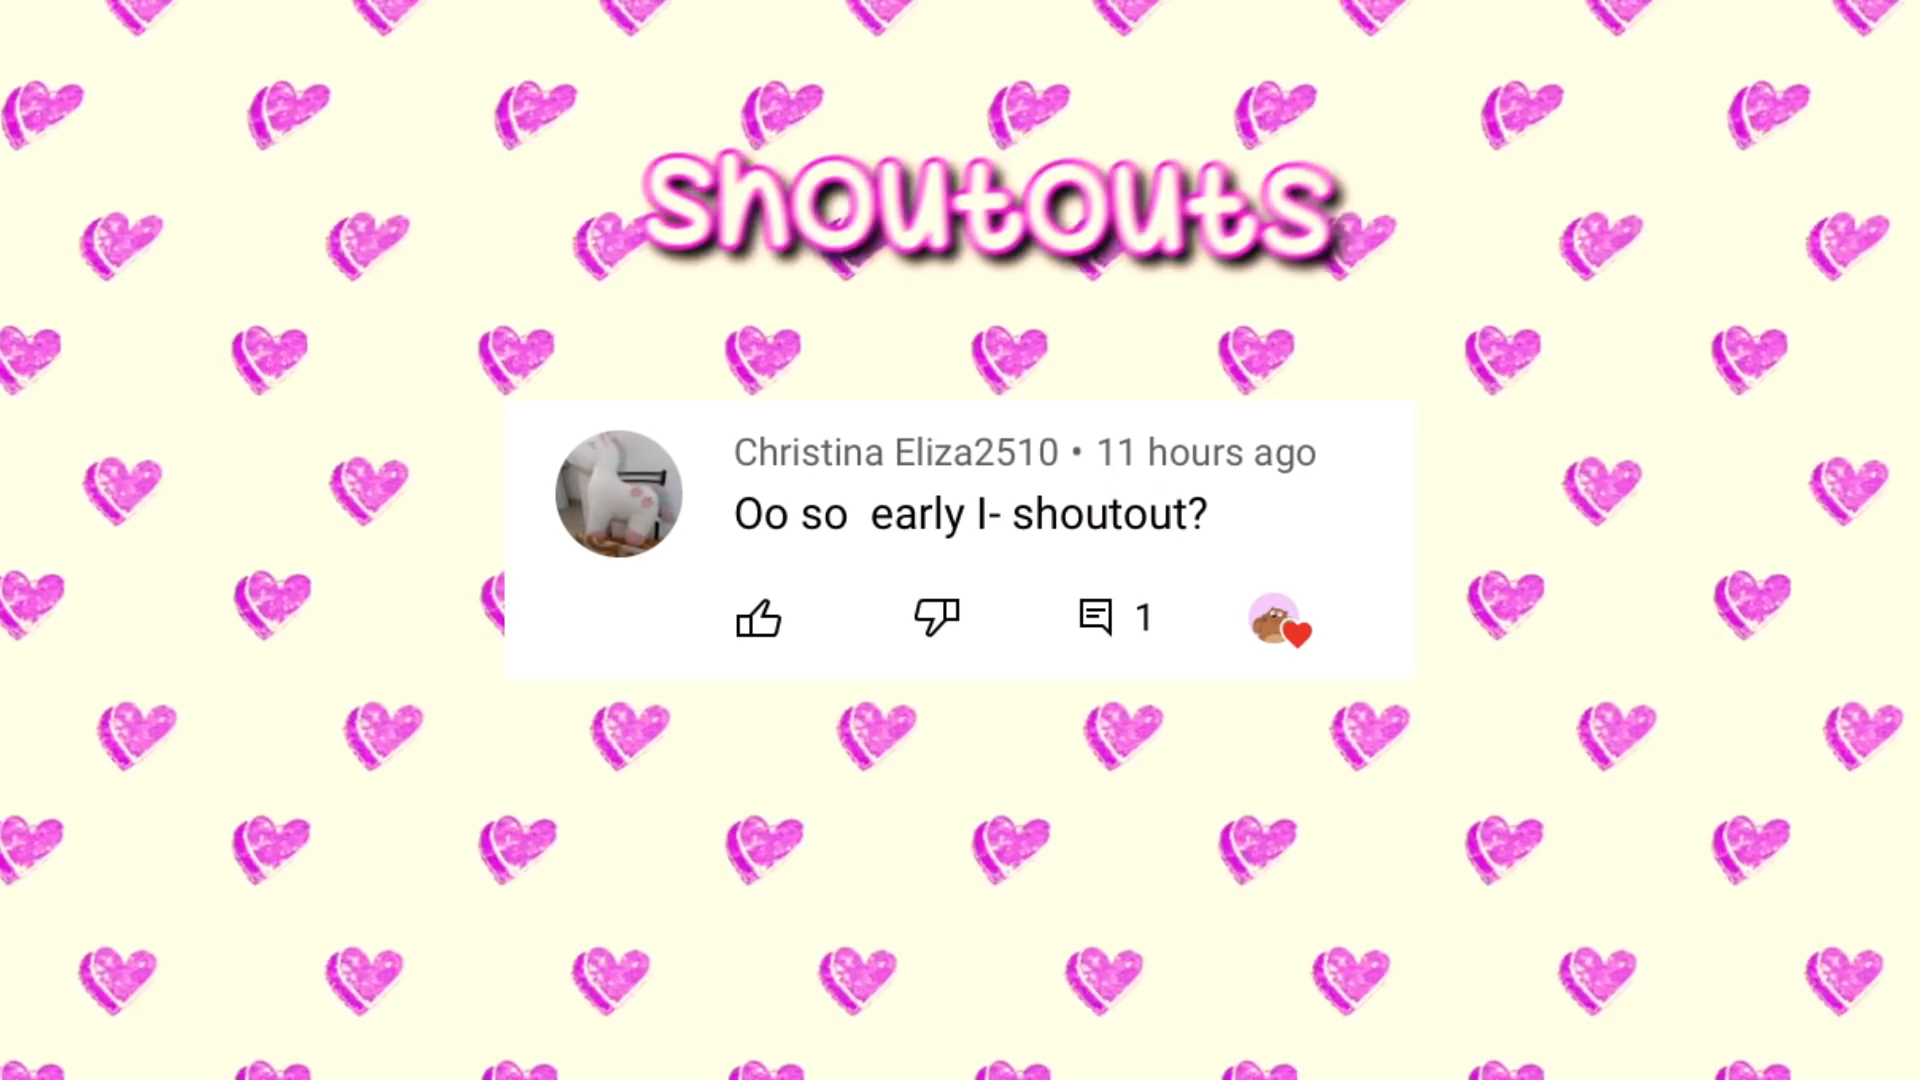 shoutouts
Christina Eliza2510 • 11 hours ago
Oo so  early I- shoutout?
1